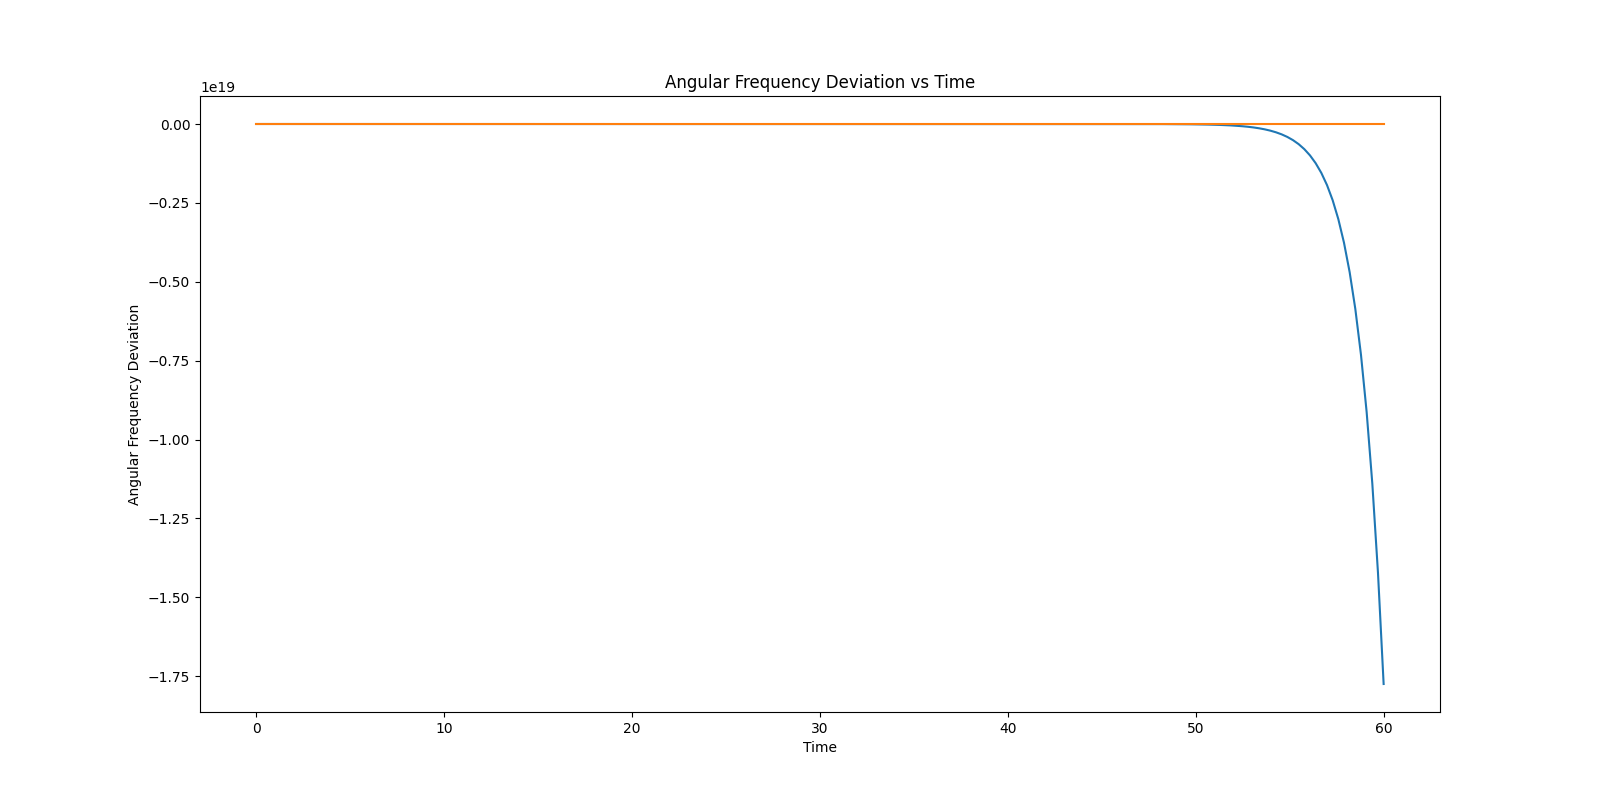 Angular Frequency Deviation vs Time
1e19
0.00
−0.25
−0.50
−0.75
−1.00
−1.25
−1.50
−1.75
Angular Frequency Deviation
0 10 20 30 40 50 60
Time